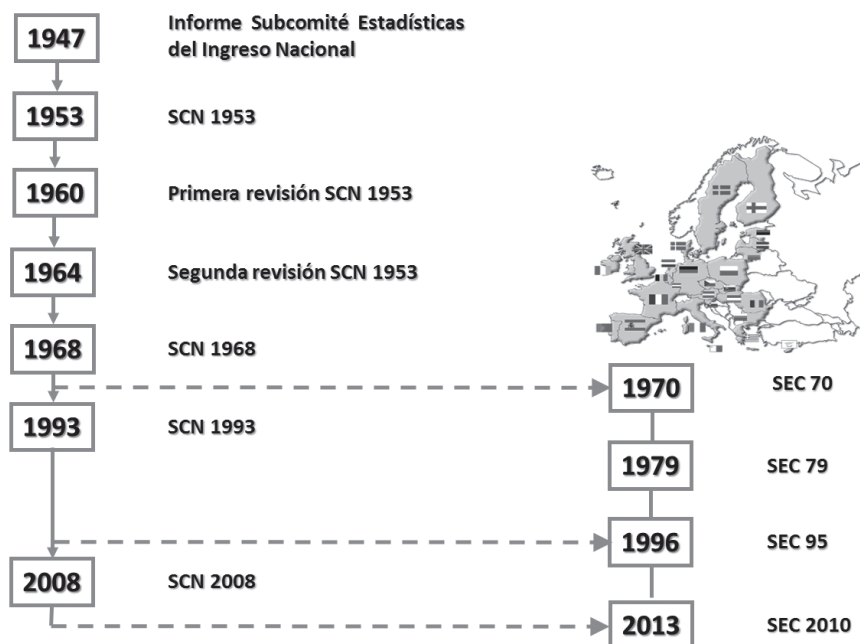 1947
Informe Subcomité Estadísticas
del Ingreso Nacional
1953
SCN 1953
1960
Primera revisión SCN 1953
1964
Segunda revisión SCN 1953
1968
SCN 1968
1970
SEC 70
1993
SCN 1993
1979
SEC 79
1996
SEC 95
2008
SCN 2008
2013
SEC 2010